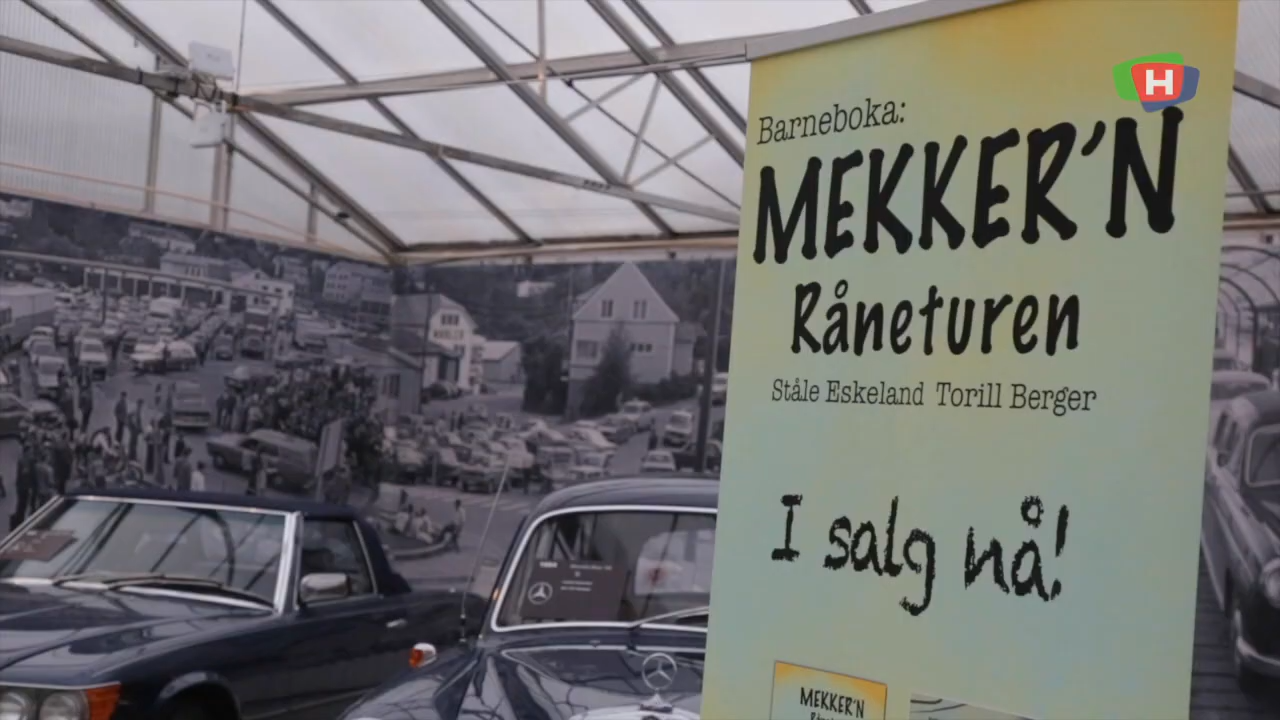 H
Barneboka:
MEKKER'N
Råneturen
Ståle Eskeland Torill Berger
I salg nå!
MEKKER'N